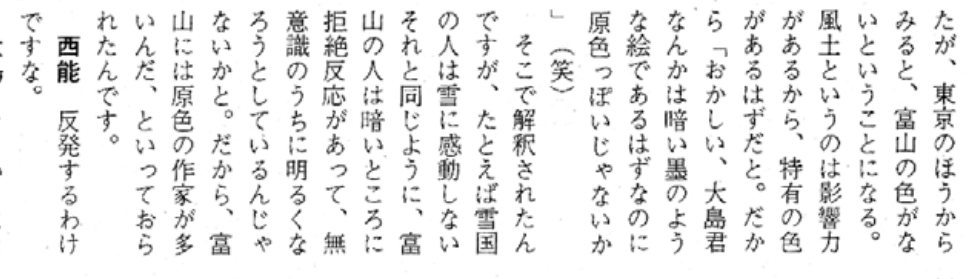 たが、東京のほうから
みると、富山の色がな
いということになる。
風土というのは影響力
があるから、特有の色
があるはずだと。だか
ら「おかしい、大島君
なんかは暗い墨のよう
な絵であるはずなのに
原色っぽいじゃないか
」（笑）
　そこで解釈されたん
ですが、たとえば雪国
の人は雪に感動しない
それと同じように、富
山の人は暗いところに
拒絶反応があって、無
意識のうちに明るくな
ろうとしているんじゃ
ないかと。だから、富
山には原色の作家が多
いんだ、といっておら
れたんです。
　西能　反発するわけ
ですな。